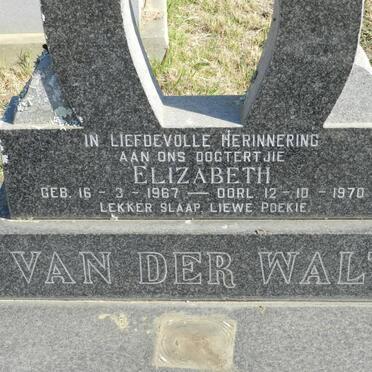 IN LIEFDEVOLLE HERINNERING
AAN ONS DOGTERTJIE
ELIZABETH
GEB. 16 - 3 - 1967 — OORL. 12 - 10 - 1970
LEKKER SLAAP, LIEWE POEKIE.
VAN DER WALT